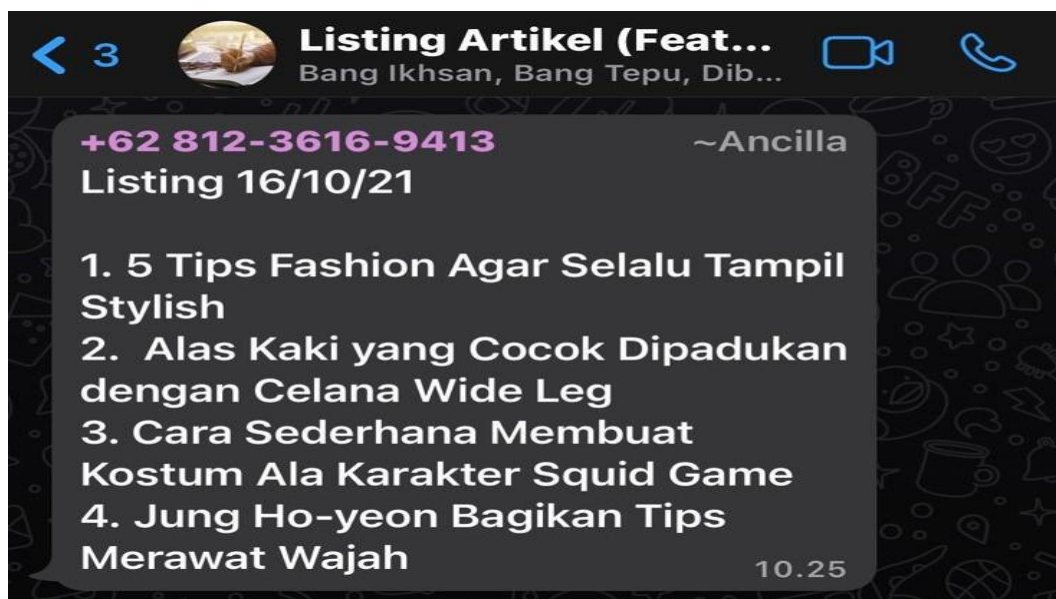 3
Listing Artikel (Feat...
Bang Ikhsan, Bang Tepu, Dib...
+62 812-3616-9413 ~Ancilla
Listing 16/10/21
1. 5 Tips Fashion Agar Selalu Tampil
Stylish
2. Alas Kaki yang Cocok Dipadukan
dengan Celana Wide Leg
3. Cara Sederhana Membuat
Kostum Ala Karakter Squid Game
4. Jung Ho-yeon Bagikan Tips
Merawat Wajah
10.25
BFF